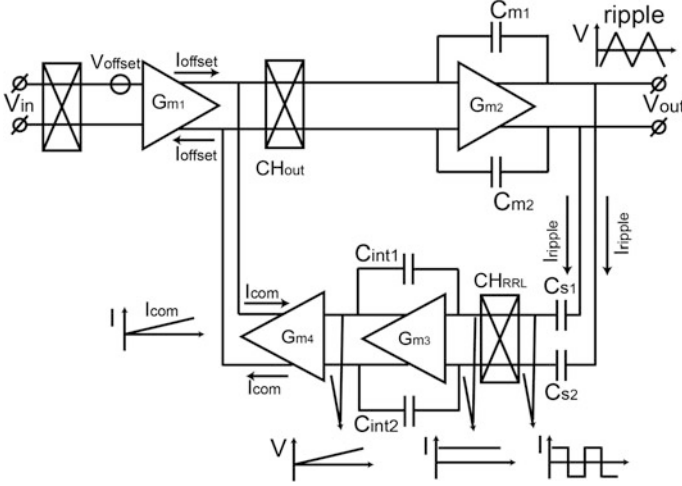 Cm1
ripple
V
Voffset
Ioffset
Vin
Gm1
Gm2
Vout
Ioffset
CHout
Cm2
Iripple
Iripple
Cint1
CHRRL
Cs1
I
Icom
Icom
Gm4
Gm3
Icom
Cs2
Cint2
V
I
I